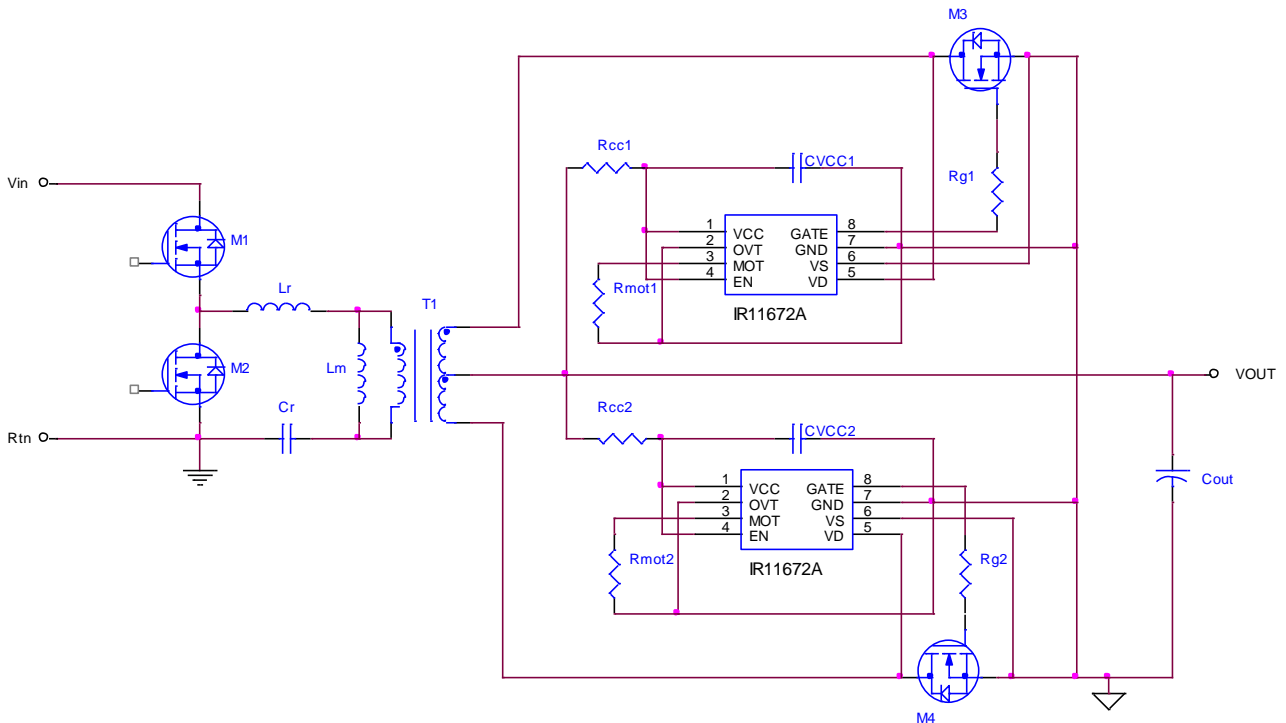 M3
Rcc1
CVCC1
Rg1
Vin
M1
1 VCC GATE 8
2 OVT GND 7
3 MOT VS 6
4 EN VD 5
Rmot1
IR11672A
Lr
T1
M2
Lm
VOUT
Rcc2
Cr
CVCC2
Rtn
1 VCC GATE 8
2 OVT GND 7
3 MOT VS 6
4 EN VD 5
Cout
Rmot2
Rg2
IR11672A
M4